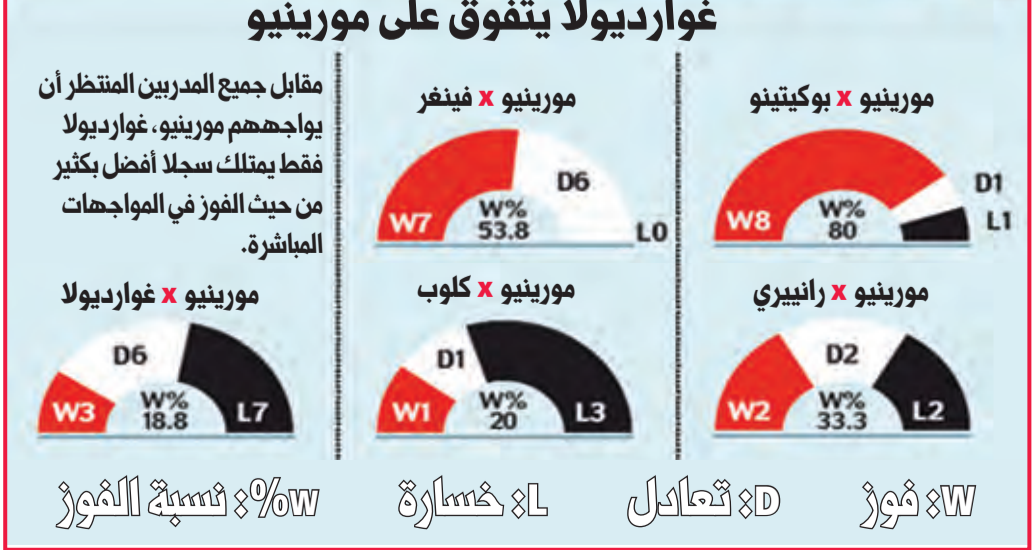 غوارديولا يتفوق على مورينيو
مورينيو x بوكيتينو
W8
W%
80
D1
L1
مورينيو x فينغر
W7
W%
53.8
D6
L0
مقابل جميع المدربين المنتظر أن
يواجههم مورينيو، غوارديولا
فقط يمتلك سجلا أفضل بكثير
من حيث الفوز في المواجهات
المباشرة.
مورينيو x رانييري
W2
D2
W%
33.3
L2
مورينيو x كلوب
W1
D1
W%
20
L3
مورينيو x غوارديولا
W3
D6
W%
18.8
L7
W: فوز
D: تعادل
L: خسارة
W%: نسبة الفوز